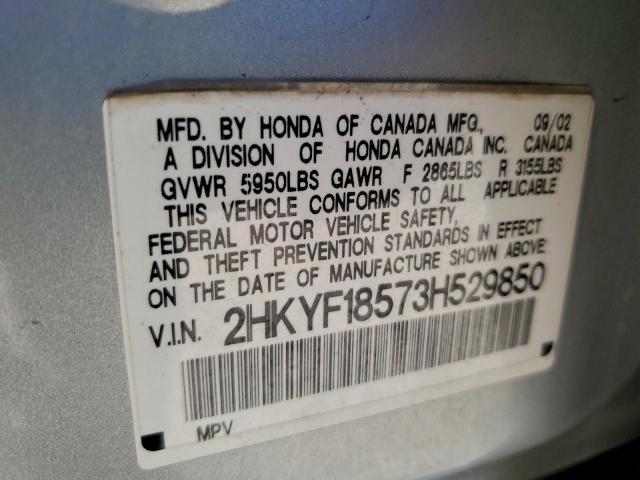 MFD. BY HONDA OF CANADA MFG., 09/02
A DIVISION OF HONDA CANADA INC. CANADA
GVWR 5950LBS GAWR F 2865LBS R 3155LBS
THIS VEHICLE CONFORMS TO ALL APPLICABLE
FEDERAL MOTOR VEHICLE SAFETY,
AND THEFT PREVENTION STANDARDS IN EFFECT
ON THE DATE OF MANUFACTURE SHOWN ABOVE.
V.I.N. 2HKYF18573H529850
MPV